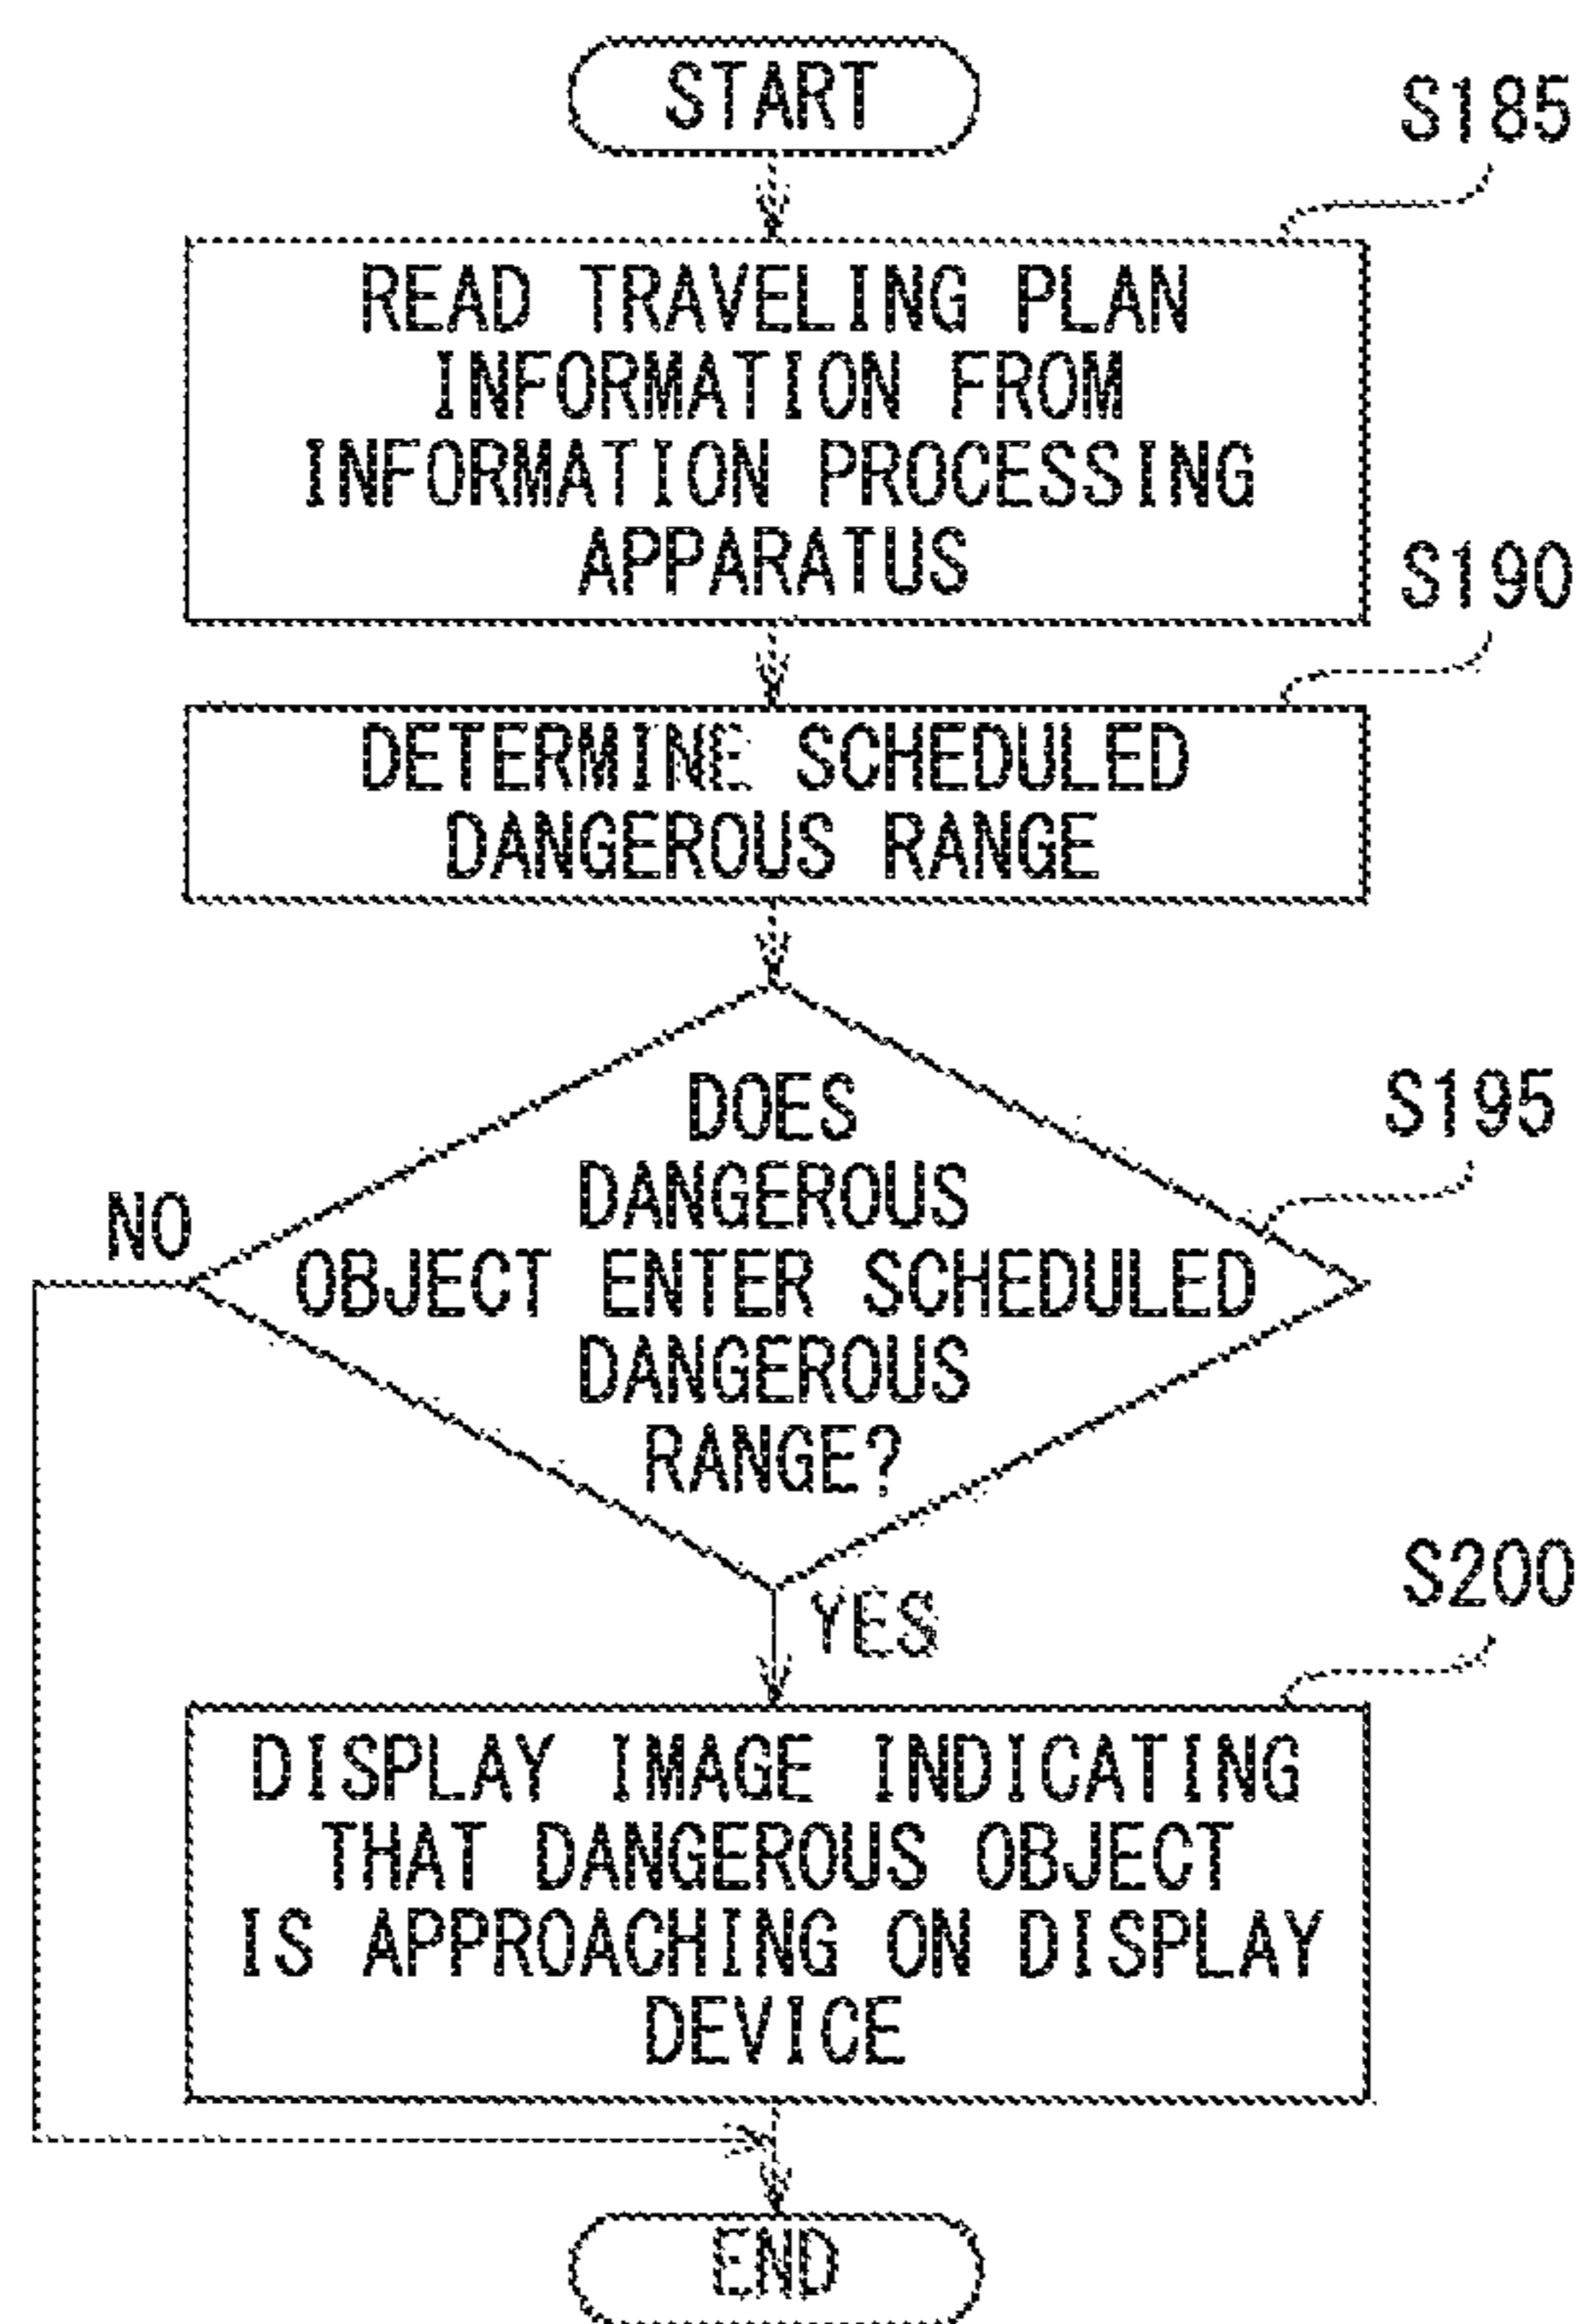 START
S185
READ TRAVELING PLAN
INFORMATION FROM
INFORMATION PROCESSING
APPARATUS
S190
DETERMINE SCHEDULED
DANGEROUS RANGE
S195
DOES
DANGEROUS
OBJECT ENTER SCHEDULED
DANGEROUS
RANGE?
NO
YES
S200
DISPLAY IMAGE INDICATING
THAT DANGEROUS OBJECT
IS APPROACHING ON DISPLAY
DEVICE
END